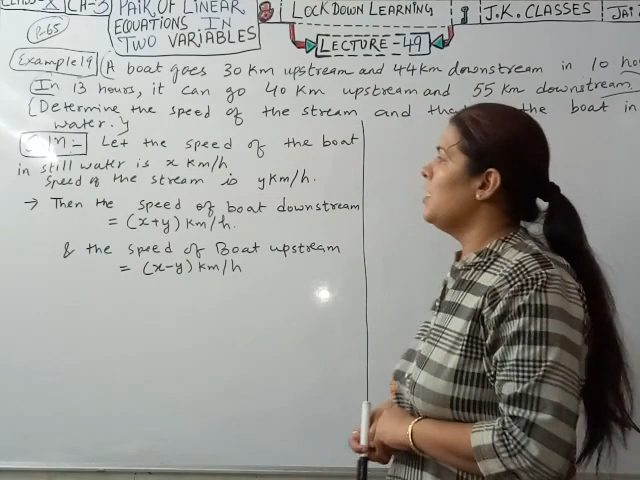 CLASS-X CH-3 PAIR OF LINEAR EQUATIONS IN TWO VARIABLES
LOCKDOWN LEARNING
LECTURE-49
J.K. CLASSES
JAI
P-65
Example 19 A boat goes 30 km upstream and 44 km downstream in 10 hou
In 13 hours, it can go 40 km upstream and 55 km downstream.
Determine the speed of the stream and the boat in
water.
Let the speed of the boat
in still water is x km/h
Speed of the stream is y km/h.
→ Then the speed of boat downstream
= (x+y) km/h.
& the speed of Boat upstream
= (x-y) km/h